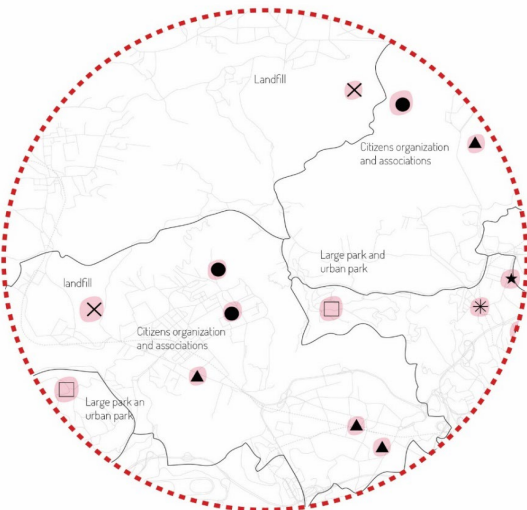 Landfill
Citizens organization
and associations
Large park and
urban park
landfill
Citizens organization
and associations
Large park an
urban park